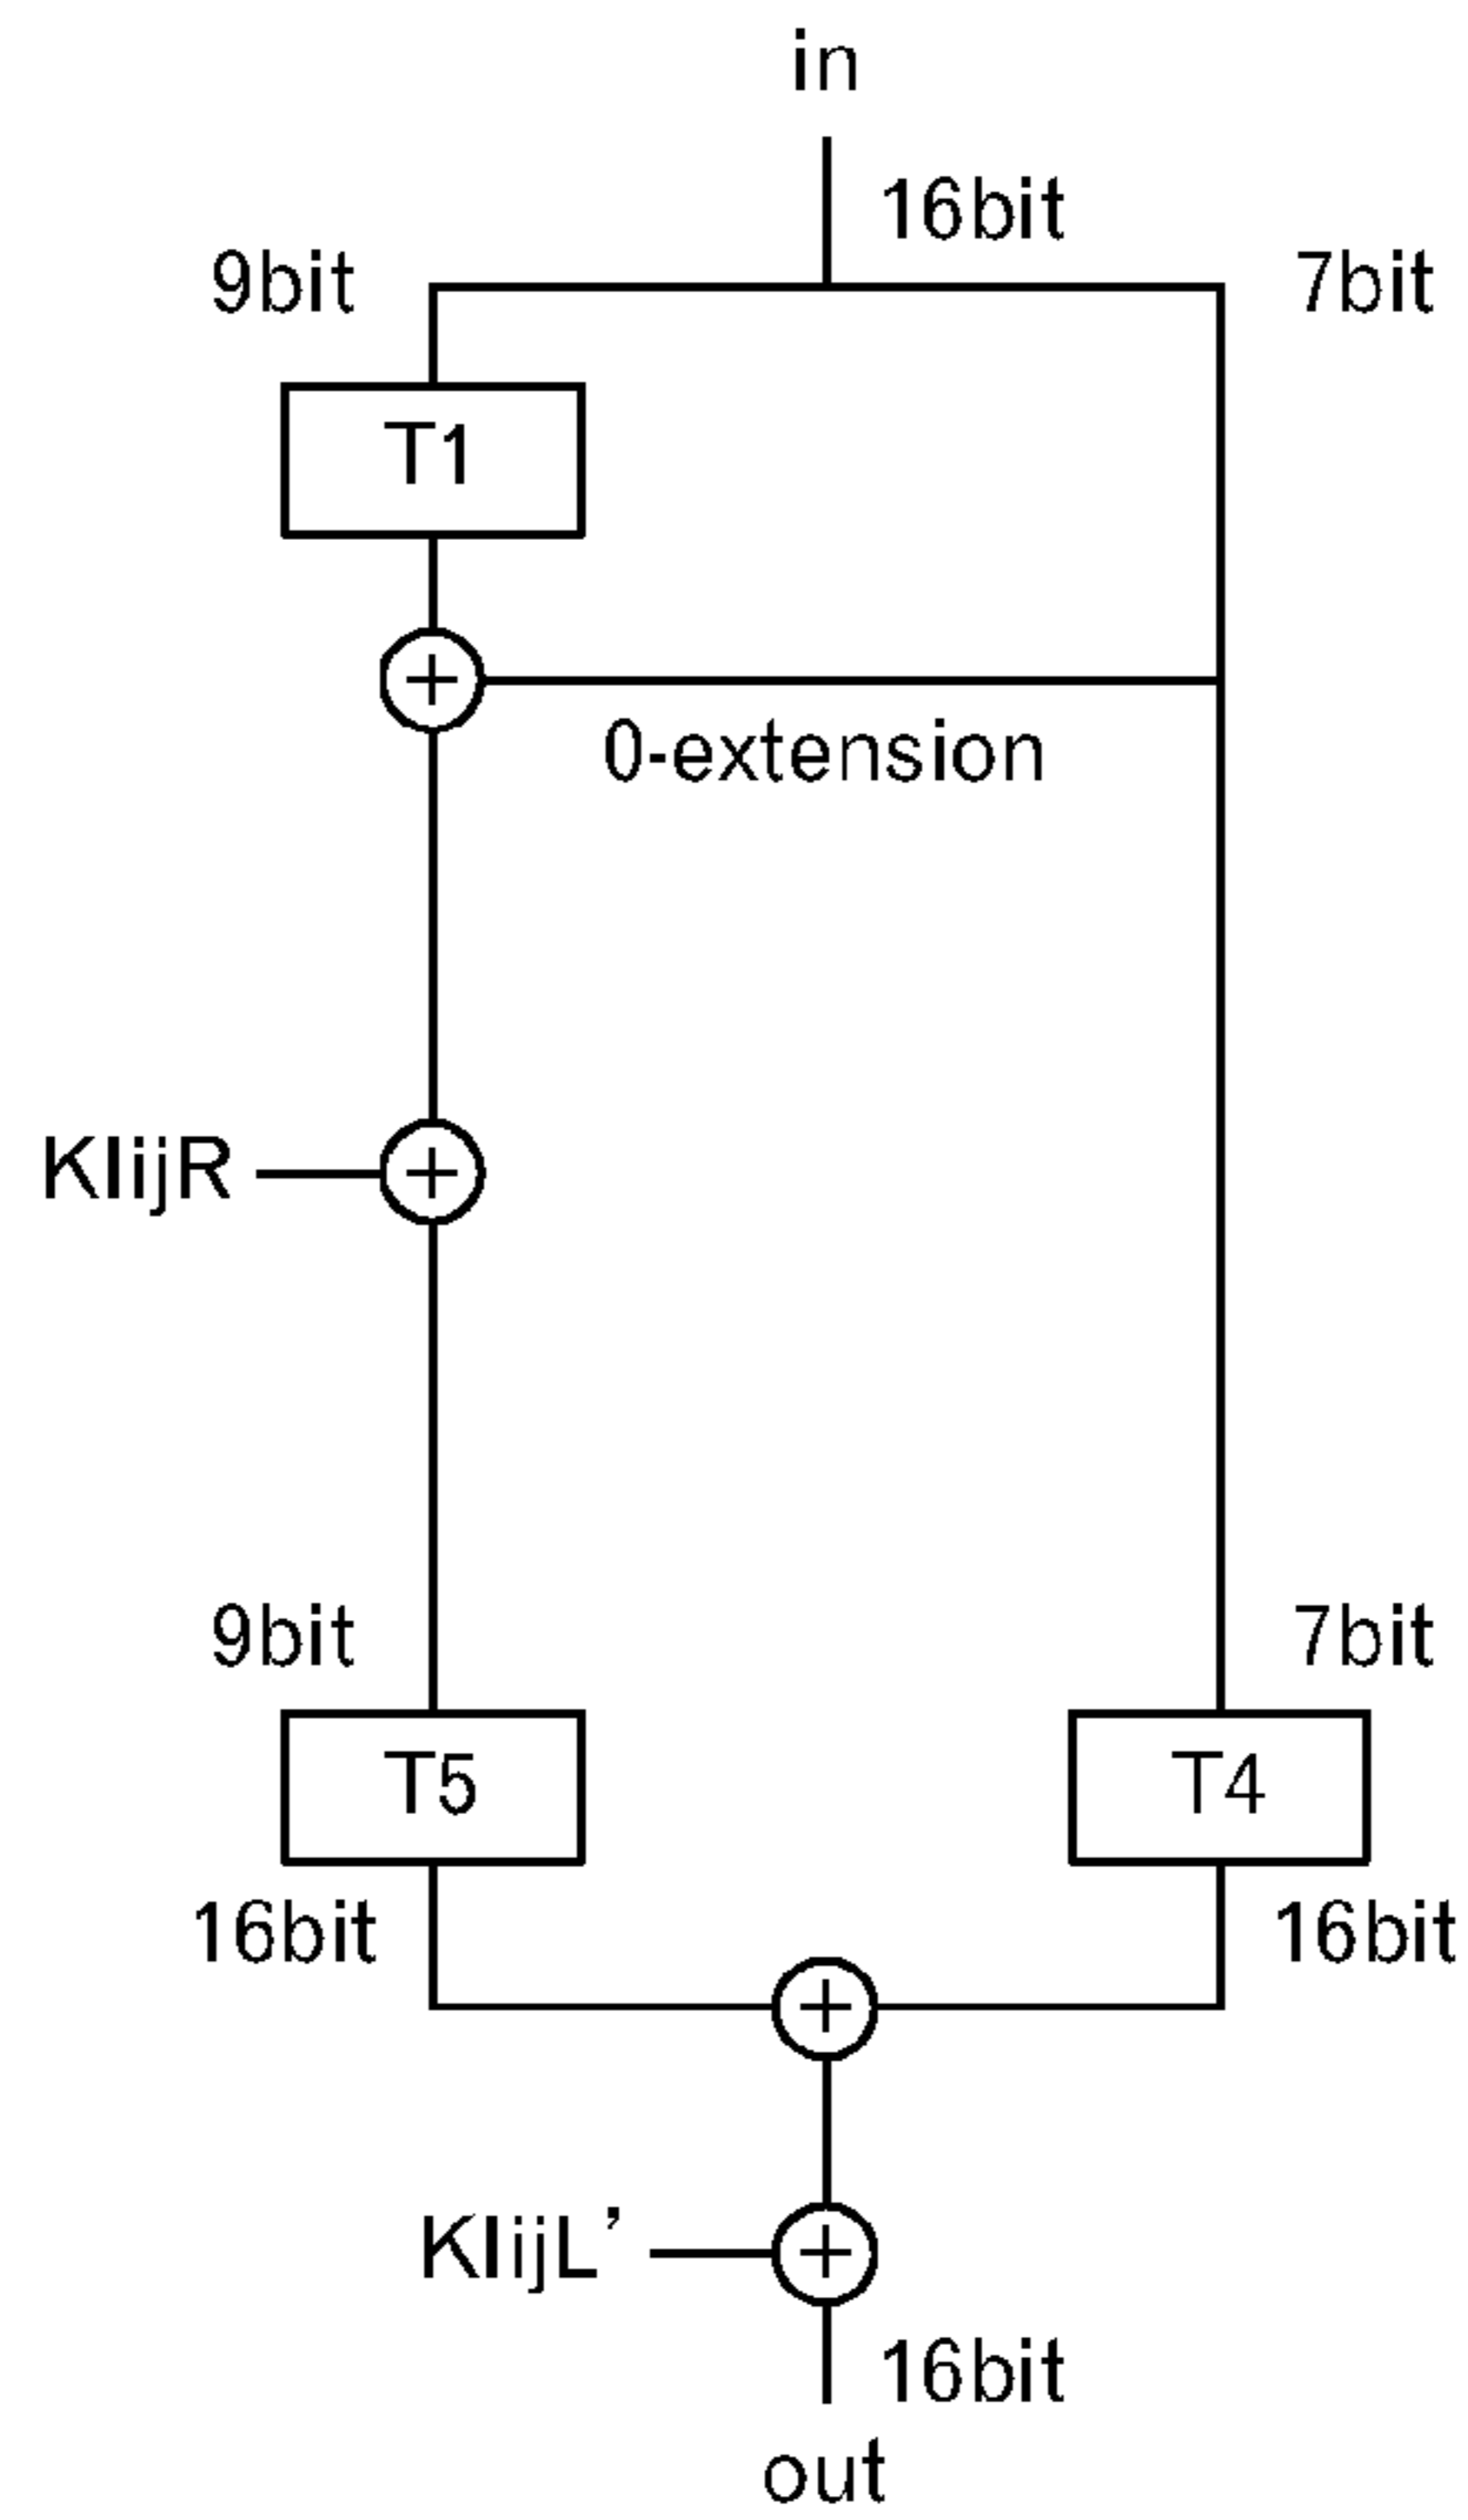 in
16bit
9bit
7bit
T1
0-extension
KIijR
9bit
7bit
T5
T4
16bit
16bit
KIijL’
16bit
out